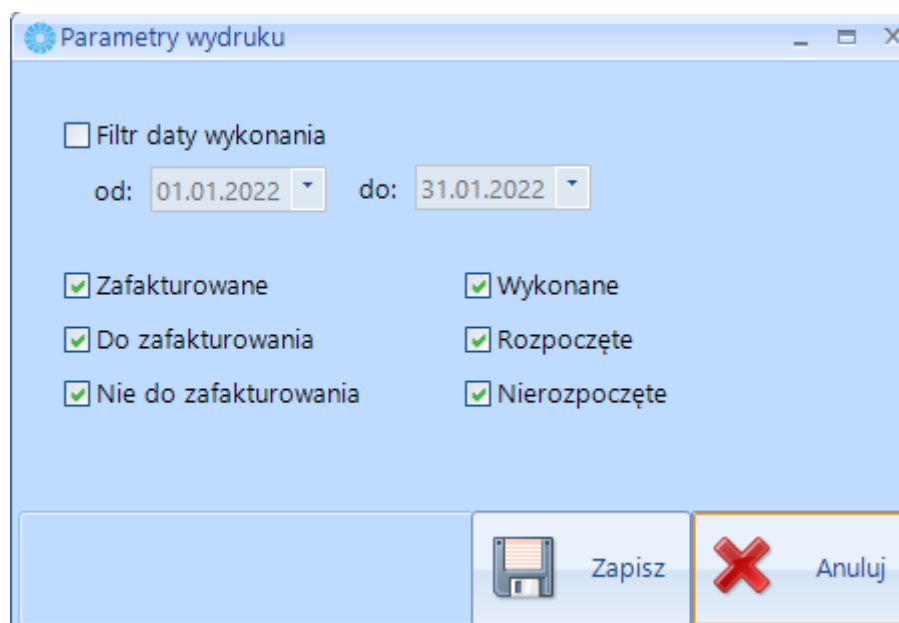 Parametry wydruku
Filtr daty wykonania
od: 01.01.2022 do: 31.01.2022
Zafakturowane Wykonane
Do zafakturowania Rozpoczęte
Nie do zafakturowania Nierozpoczęte
Zapisz Anuluj